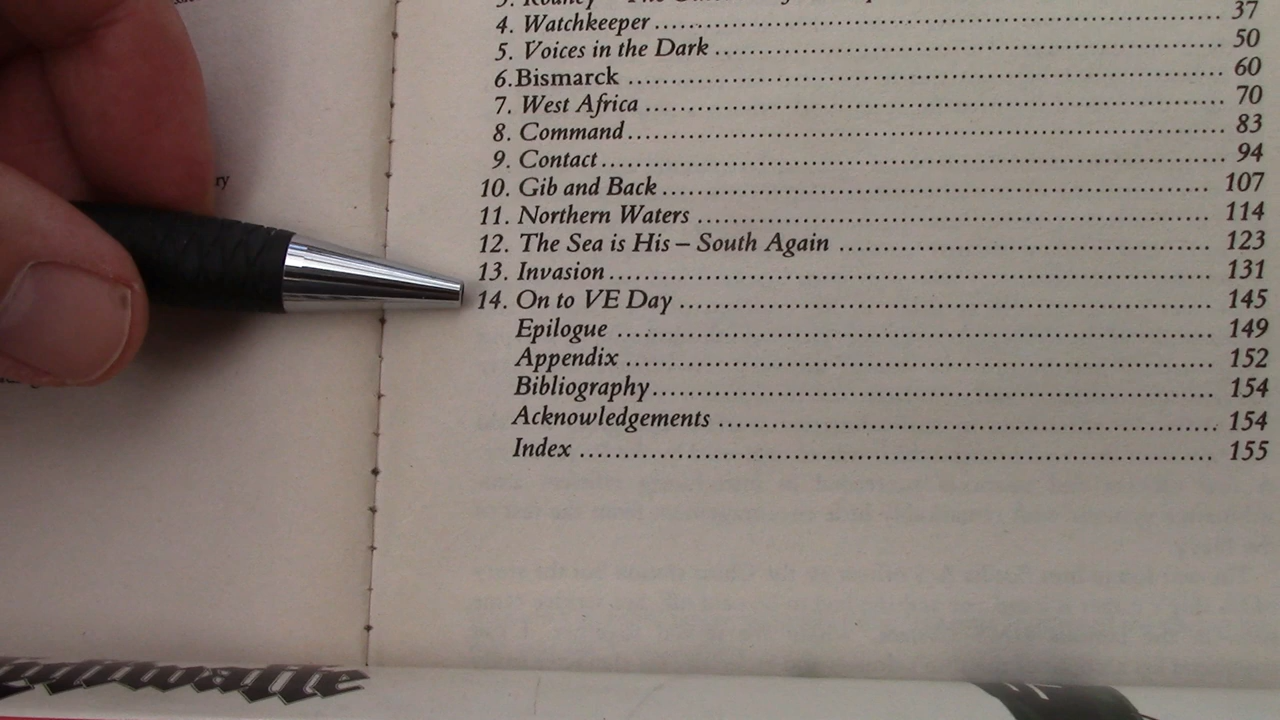 37
4. Watchkeeper 50
5. Voices in the Dark 60
6.Bismarck 70
7. West Africa 83
8. Command 94
9. Contact 107
10. Gib and Back 114
11. Northern Waters 123
12. The Sea is His – South Again 131
13. Invasion 145
14. On to VE Day 149
Epilogue 152
Appendix 154
Bibliography 154
Acknowledgements 155
Index